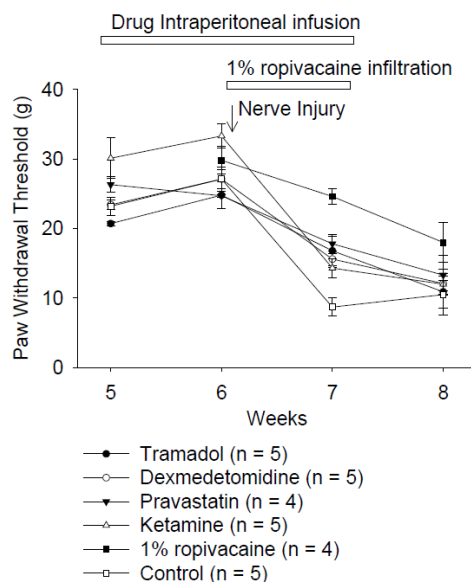 Drug Intraperitoneal infusion
1% ropivacaine infiltration
Nerve Injury
Paw Withdrawal Threshold (g)
40
30
20
10
0
5 6 7 8
Weeks
Tramadol (n = 5)
Dexmedetomidine (n = 5)
Pravastatin (n = 4)
Ketamine (n = 5)
1% ropivacaine (n = 4)
Control (n = 5)